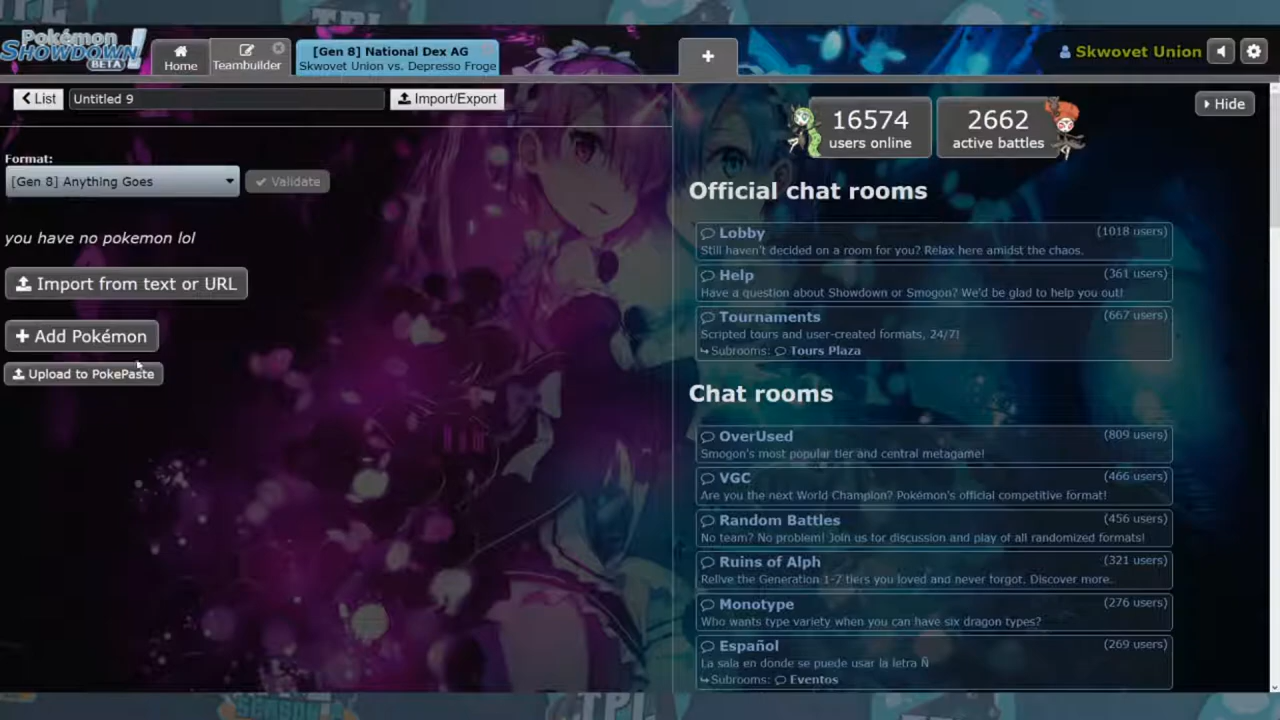 TPL
TPL
Pokémon
SHOWDOWN!
BETA
Home
Teambuilder
[Gen 8] National Dex AG
Skwovet Union vs. Depresso Froge
+
Skwovet Union
List
Untitled 9
Import/Export
Format:
[Gen 8] Anything Goes
Validate
you have no pokemon lol
Import from text or URL
Add Pokémon
Upload to PokePaste
16574
users online
2662
active battles
Hide
Official chat rooms
Lobby (1018 users)
Still haven't decided on a room for you? Relax here amidst the chaos.
Help (361 users)
Have a question about Showdown or Smogon? We'd be glad to help you out!
Tournaments (667 users)
Scripted tours and user-created formats, 24/7!
Subrooms: Tours Plaza
Chat rooms
OverUsed (809 users)
Smogon's most popular tier and central metagame!
VGC (466 users)
Are you the next World Champion? Pokémon's official competitive format!
Random Battles (456 users)
No team? No problem! Join us for discussion and play of all randomized formats!
Ruins of Alph (321 users)
Relive the Generation 1-7 tiers you loved and never forgot. Discover more.
Monotype (276 users)
Who wants type variety when you can have six dragon types?
Español (269 users)
La sala en donde se puede usar la letra Ñ
Subrooms: Eventos
SEASON
TPL